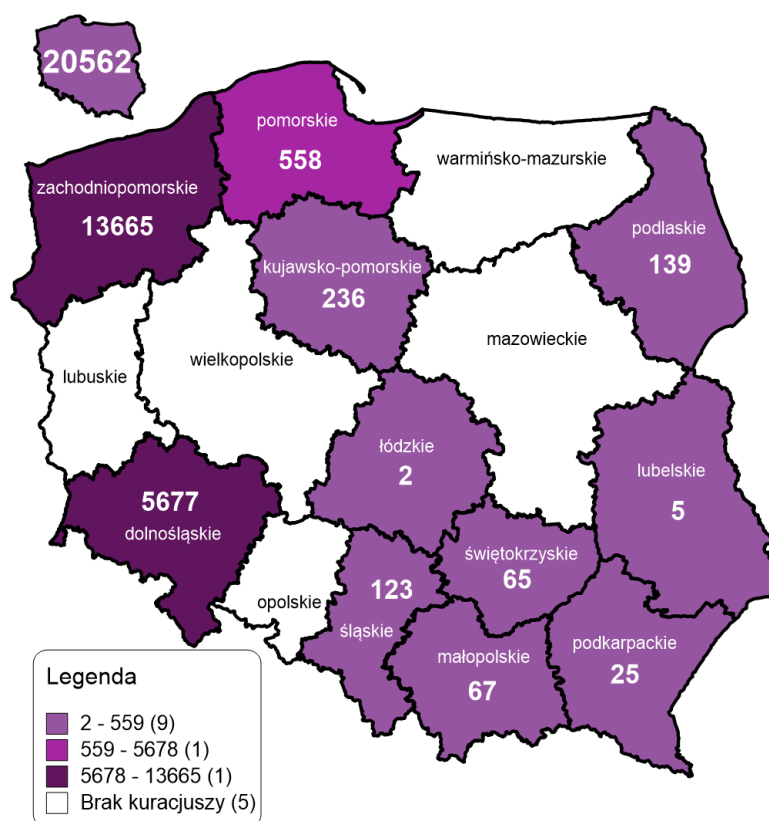 20562
pomorskie
558
warmińsko-mazurskie
zachodniopomorskie
13665
podlaskie
139
kujawsko-pomorskie
236
mazowieckie
wielkopolskie
lubuskie
łódzkie
2
lubelskie
5
5677
dolnośląskie
świętokrzyskie
65
123
śląskie
opolskie
małopolskie
67
podkarpackie
25
Legenda
2 - 559 (9)
559 - 5678 (1)
5678 - 13665 (1)
Brak kuracjuszy (5)